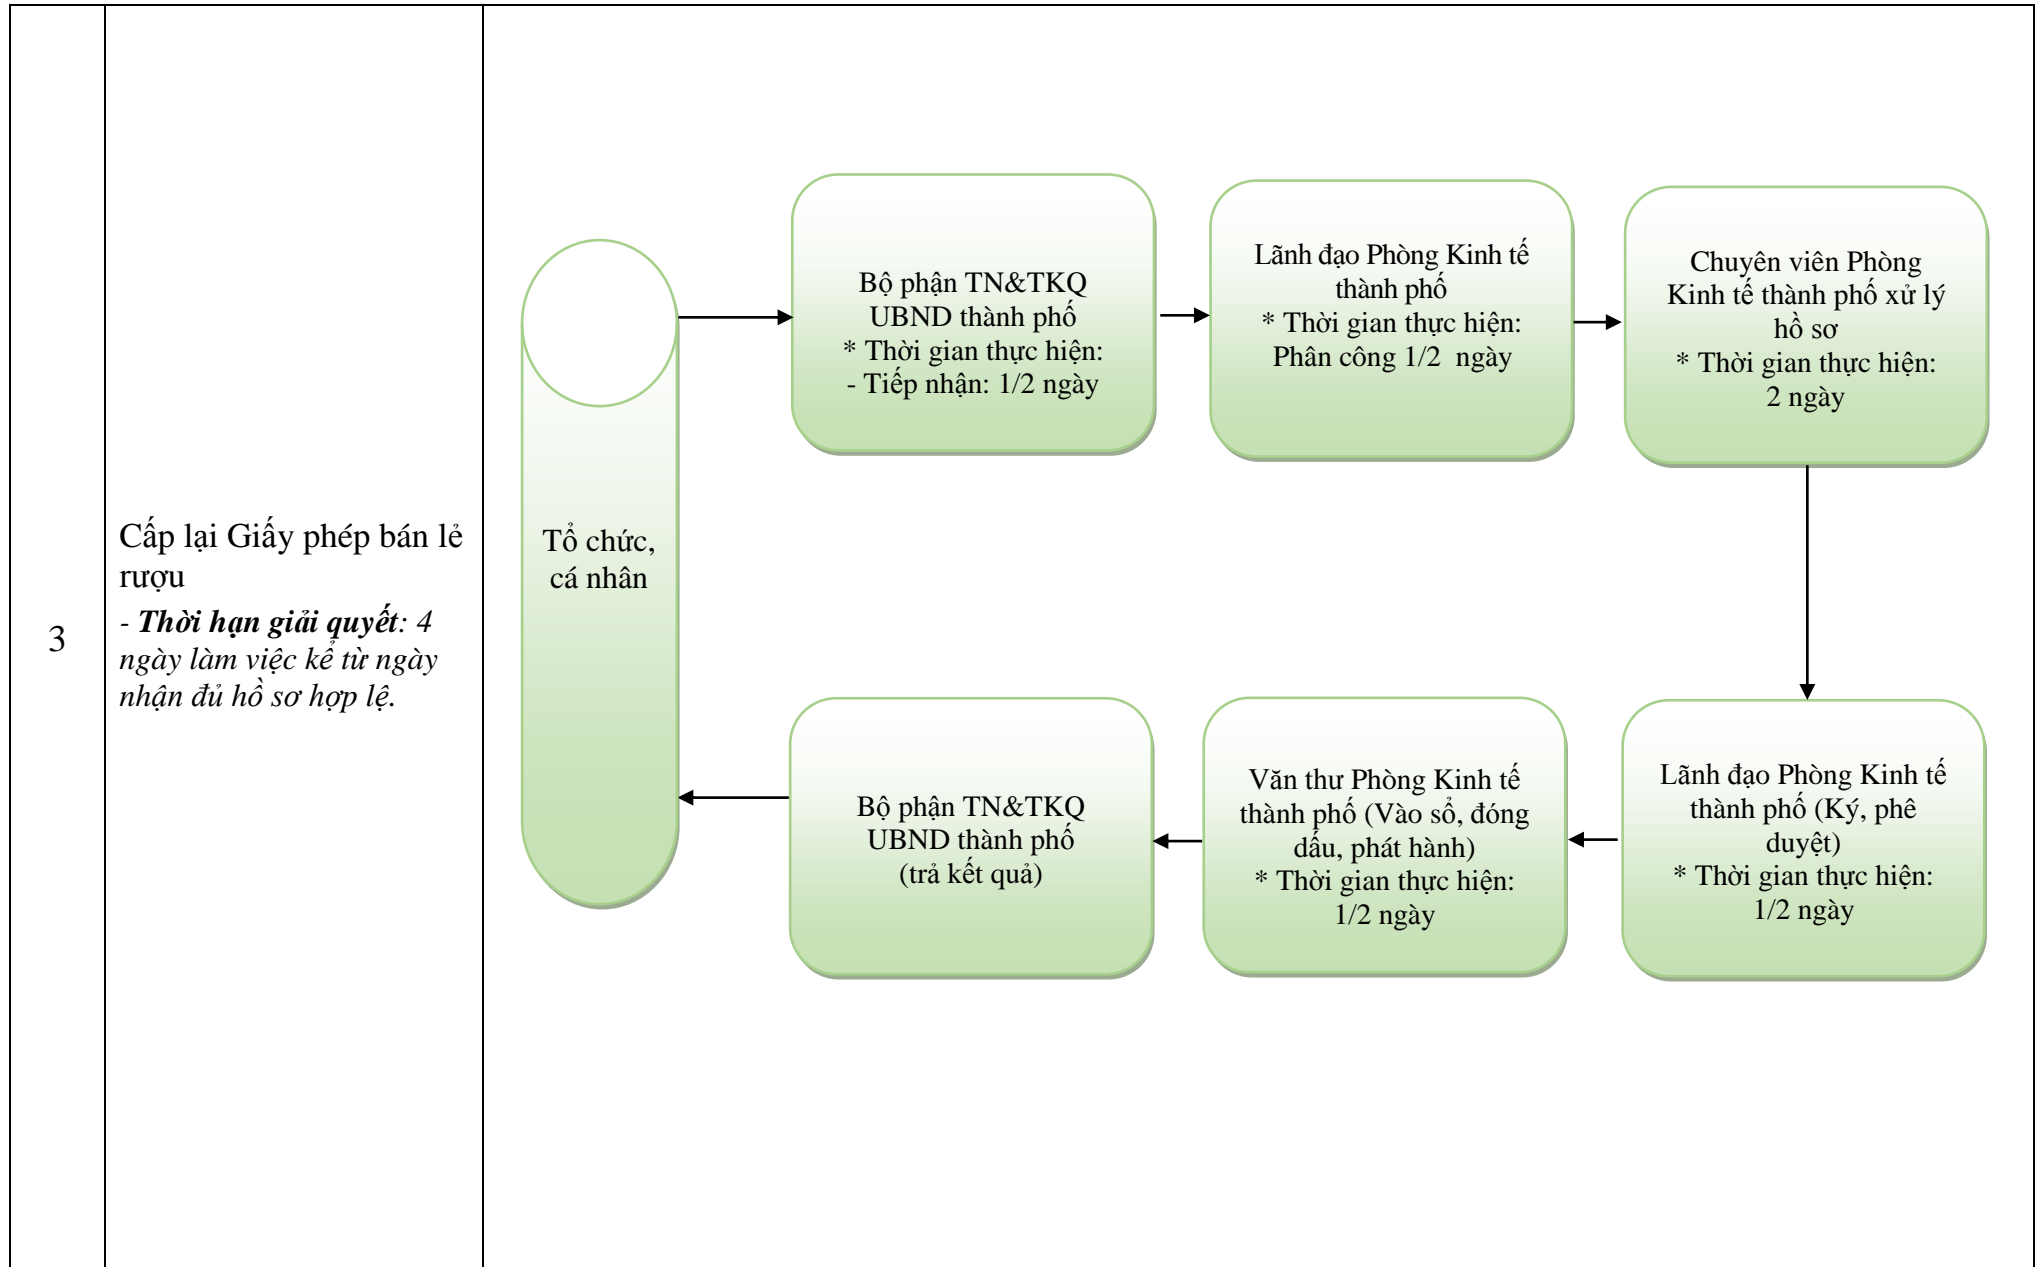 3
Cấp lại Giấy phép bán lẻ
rượu
- Thời hạn giải quyết: 4
ngày làm việc kể từ ngày
nhận đủ hồ sơ hợp lệ.
Tổ chức,
cá nhân
Bộ phận TN&TKQ
UBND thành phố
* Thời gian thực hiện:
- Tiếp nhận: 1/2 ngày
Lãnh đạo Phòng Kinh tế
thành phố
* Thời gian thực hiện:
Phân công 1/2 ngày
Chuyên viên Phòng
Kinh tế thành phố xử lý
hồ sơ
* Thời gian thực hiện:
2 ngày
Lãnh đạo Phòng Kinh tế
thành phố (Ký, phê
duyệt)
* Thời gian thực hiện:
1/2 ngày
Văn thư Phòng Kinh tế
thành phố (Vào sổ, đóng
dấu, phát hành)
* Thời gian thực hiện:
1/2 ngày
Bộ phận TN&TKQ
UBND thành phố
(trả kết quả)